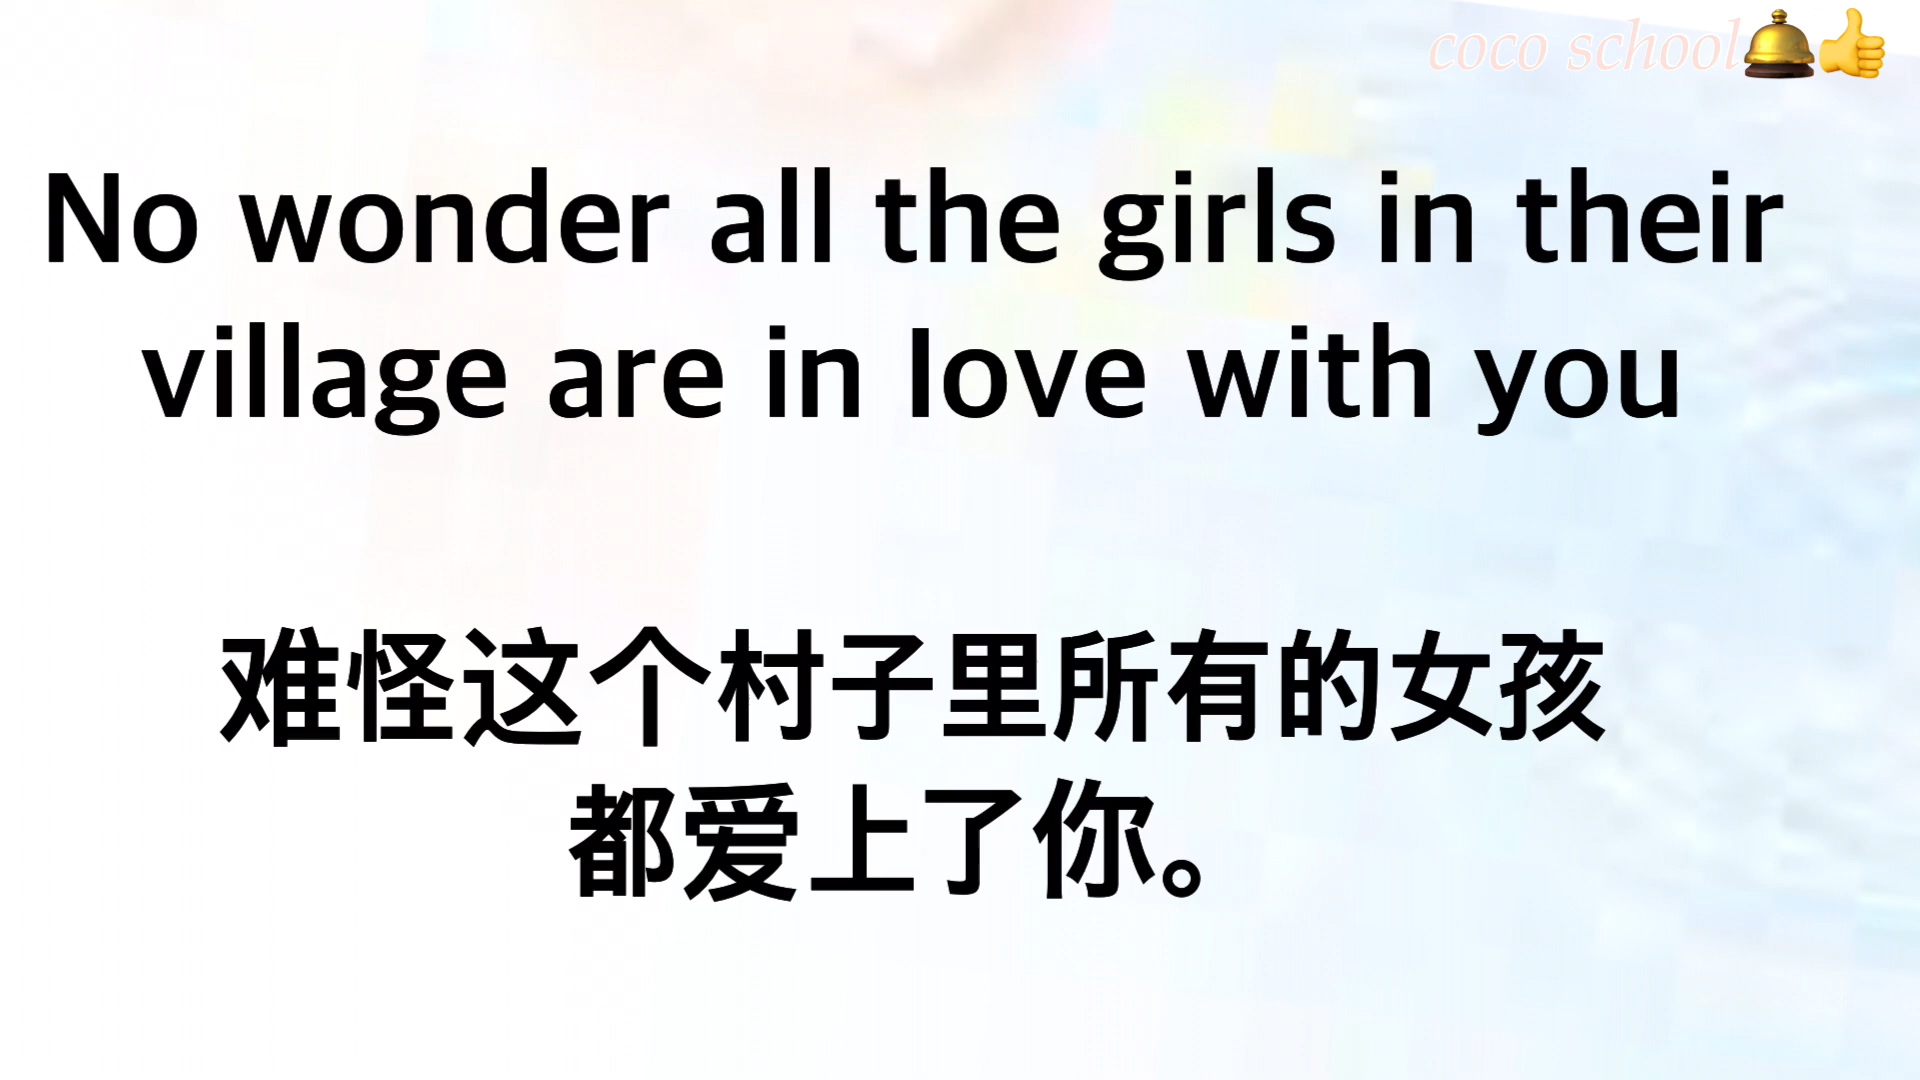 coco school🛎👍
No wonder all the girls in their
village are in love with you
难怪这个村子里所有的女孩
都爱上了你。